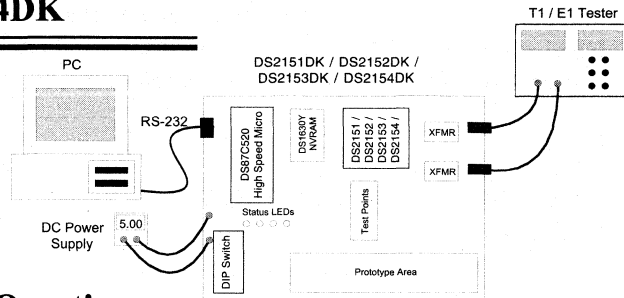 4DK
T1 / E1 Tester
PC
DS2151DK / DS2152DK /
DS2153DK / DS2154DK
RS-232
DS87C520
High Speed Micro
DS1630Y
NVRAM
DS2151 /
DS2152 /
DS2153 /
DS2154 /
XFMR
XFMR
Test Points
Status LEDs
DC Power
Supply
5.00
DIP Switch
Prototype Area